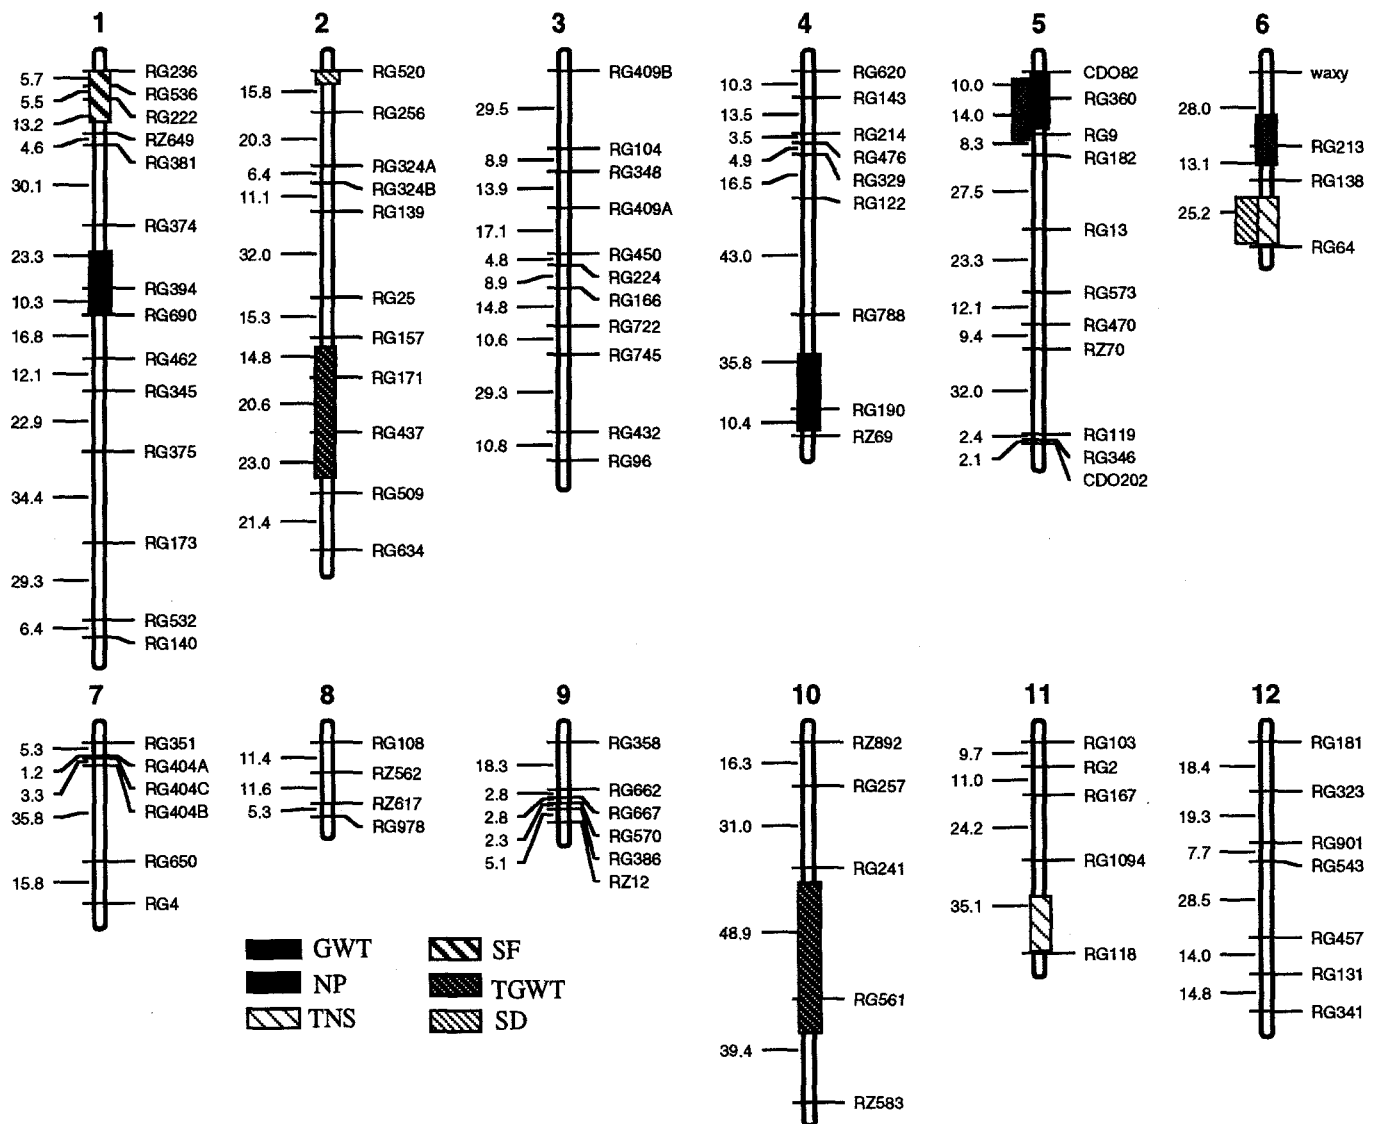 1
5.7
5.5
13.2
4.6
30.1
23.3
10.3
16.8
12.1
22.9
34.4
29.3
6.4
RG236
RG536
RG222
RZ649
RG381
RG374
RG394
RG690
RG462
RG345
RG375
RG173
RG532
RG140
2
15.8
20.3
6.4
11.1
32.0
15.3
14.8
20.6
23.0
21.4
RG520
RG256
RG324A
RG324B
RG139
RG25
RG157
RG171
RG437
RG509
RG634
3
29.5
8.9
13.9
17.1
4.8
8.9
14.8
10.6
29.3
10.8
RG409B
RG104
RG348
RG409A
RG450
RG224
RG166
RG722
RG745
RG432
RG96
4
10.3
13.5
3.5
4.9
16.5
43.0
35.8
10.4
RG620
RG143
RG214
RG476
RG329
RG122
RG788
RG190
RZ69
5
10.0
14.0
8.3
27.5
23.3
12.1
9.4
32.0
2.4
2.1
CDO82
RG360
RG9
RG182
RG13
RG573
RG470
RZ70
RG119
RG346
CDO202
6
28.0
13.1
25.2
waxy
RG213
RG138
RG64
7
5.3
1.2
3.3
35.8
15.8
RG351
RG404A
RG404C
RG404B
RG650
RG4
8
11.4
11.6
5.3
RG108
RZ562
RZ617
RG978
9
18.3
2.8
2.8
2.3
5.1
RG358
RG662
RG667
RG570
RG386
RZ12
10
16.3
31.0
48.9
39.4
RZ892
RG257
RG241
RG561
RZ583
11
9.7
11.0
24.2
35.1
RG103
RG2
RG167
RG1094
RG118
12
18.4
19.3
7.7
28.5
14.0
14.8
RG181
RG323
RG901
RG543
RG457
RG131
RG341
GWT
NP
TNS
SF
TGWT
SD